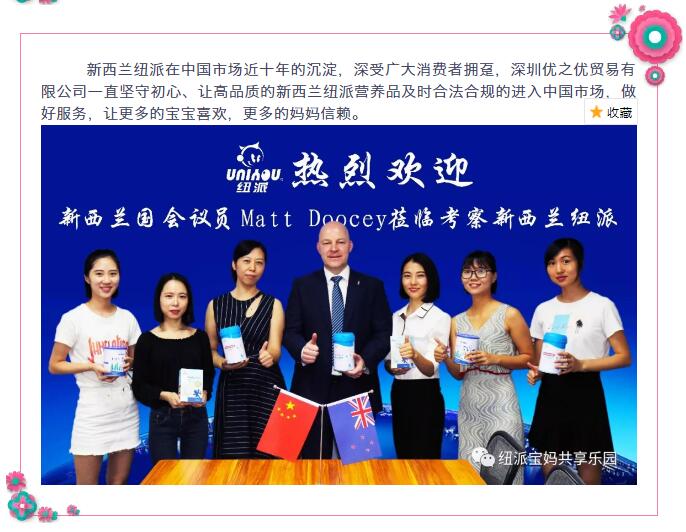 新西兰纽派在中国市场近十年的沉淀，深受广大消费者拥趸，深圳优之优贸易有
限公司一直坚守初心、让高品质的新西兰纽派营养品及时合法合规的进入中国市场，做
好服务，让更多的宝宝喜欢，更多的妈妈信赖。
收藏
纽派
热烈欢迎
新西兰国会议员Matt Doocey莅临考察新西兰纽派
纽派宝妈共享乐园